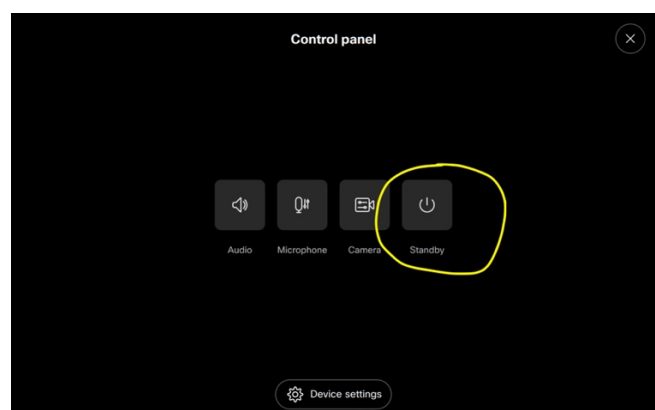 Control panel
Audio
Microphone
Camera
Standby
Device settings